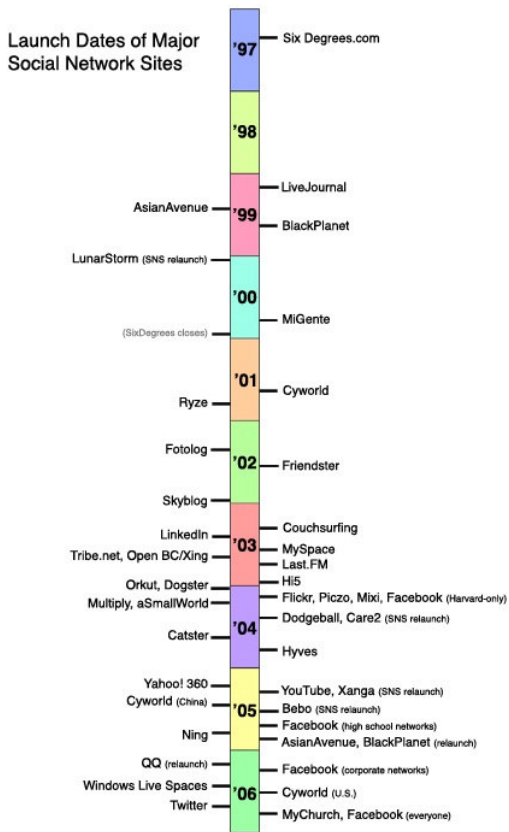 Launch Dates of Major
Social Network Sites
'97
Six Degrees.com
'98
LiveJournal
AsianAvenue
'99
BlackPlanet
LunarStorm (SNS relaunch)
'00
MiGente
(SixDegrees closes)
'01
Cyworld
Ryze
Fotolog
'02
Friendster
Skyblog
Couchsurfing
LinkedIn
'03
MySpace
Tribe.net, Open BC/Xing
Last.FM
Hi5
Orkut, Dogster
Flickr, Piczo, Mixi, Facebook (Harvard-only)
Multiply, aSmallWorld
Dodgeball, Care2 (SNS relaunch)
'04
Catster
Hyves
Yahoo! 360
YouTube, Xanga (SNS relaunch)
Cyworld (China)
Bebo (SNS relaunch)
'05
Facebook (high school networks)
Ning
AsianAvenue, BlackPlanet (relaunch)
QQ (relaunch)
Facebook (corporate networks)
Windows Live Spaces
'06
Cyworld (U.S.)
Twitter
MyChurch, Facebook (everyone)